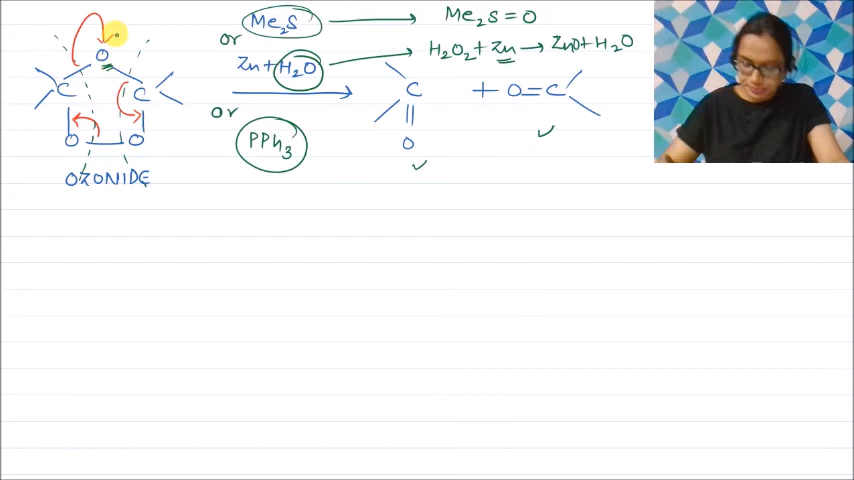 Me₂S → Me₂S=O
or
Zn+H₂O → H₂O₂+Zn→ZnO+H₂O
or
PPh₃
O
C C
O O
OZONIDE
C + O=C
O